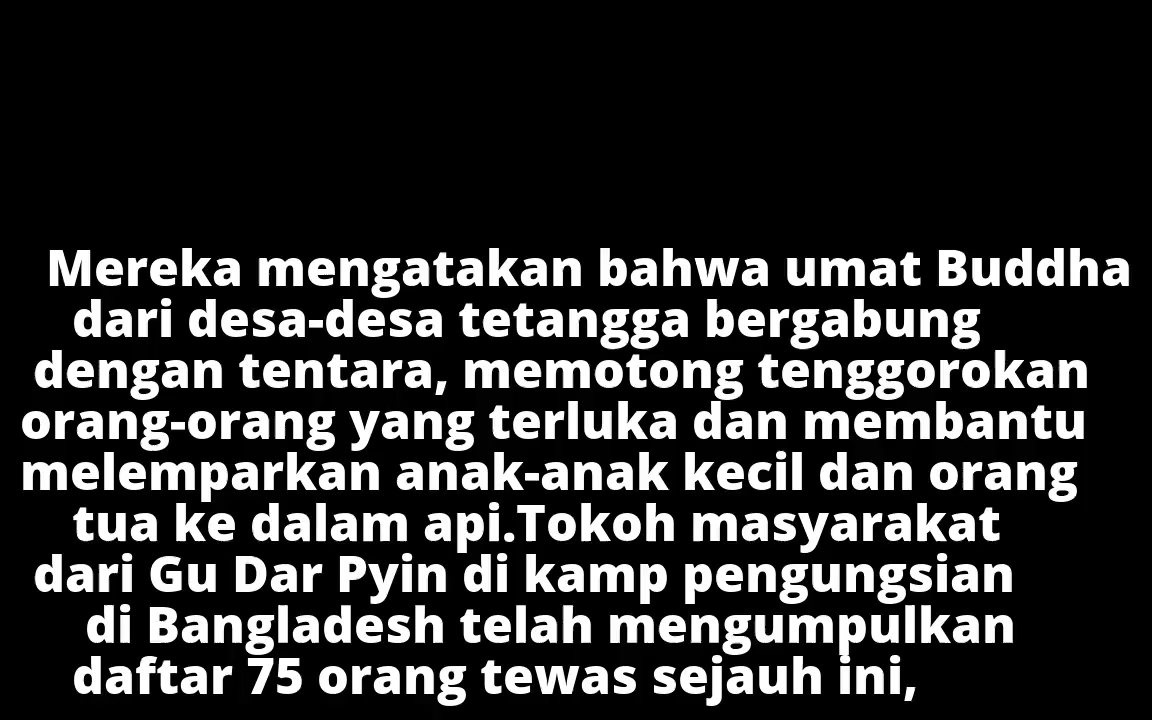 Mereka mengatakan bahwa umat Buddha
dari desa-desa tetangga bergabung
dengan tentara, memotong tenggorokan
orang-orang yang terluka dan membantu
melemparkan anak-anak kecil dan orang
tua ke dalam api.Tokoh masyarakat
dari Gu Dar Pyin di kamp pengungsian
di Bangladesh telah mengumpulkan
daftar 75 orang tewas sejauh ini,